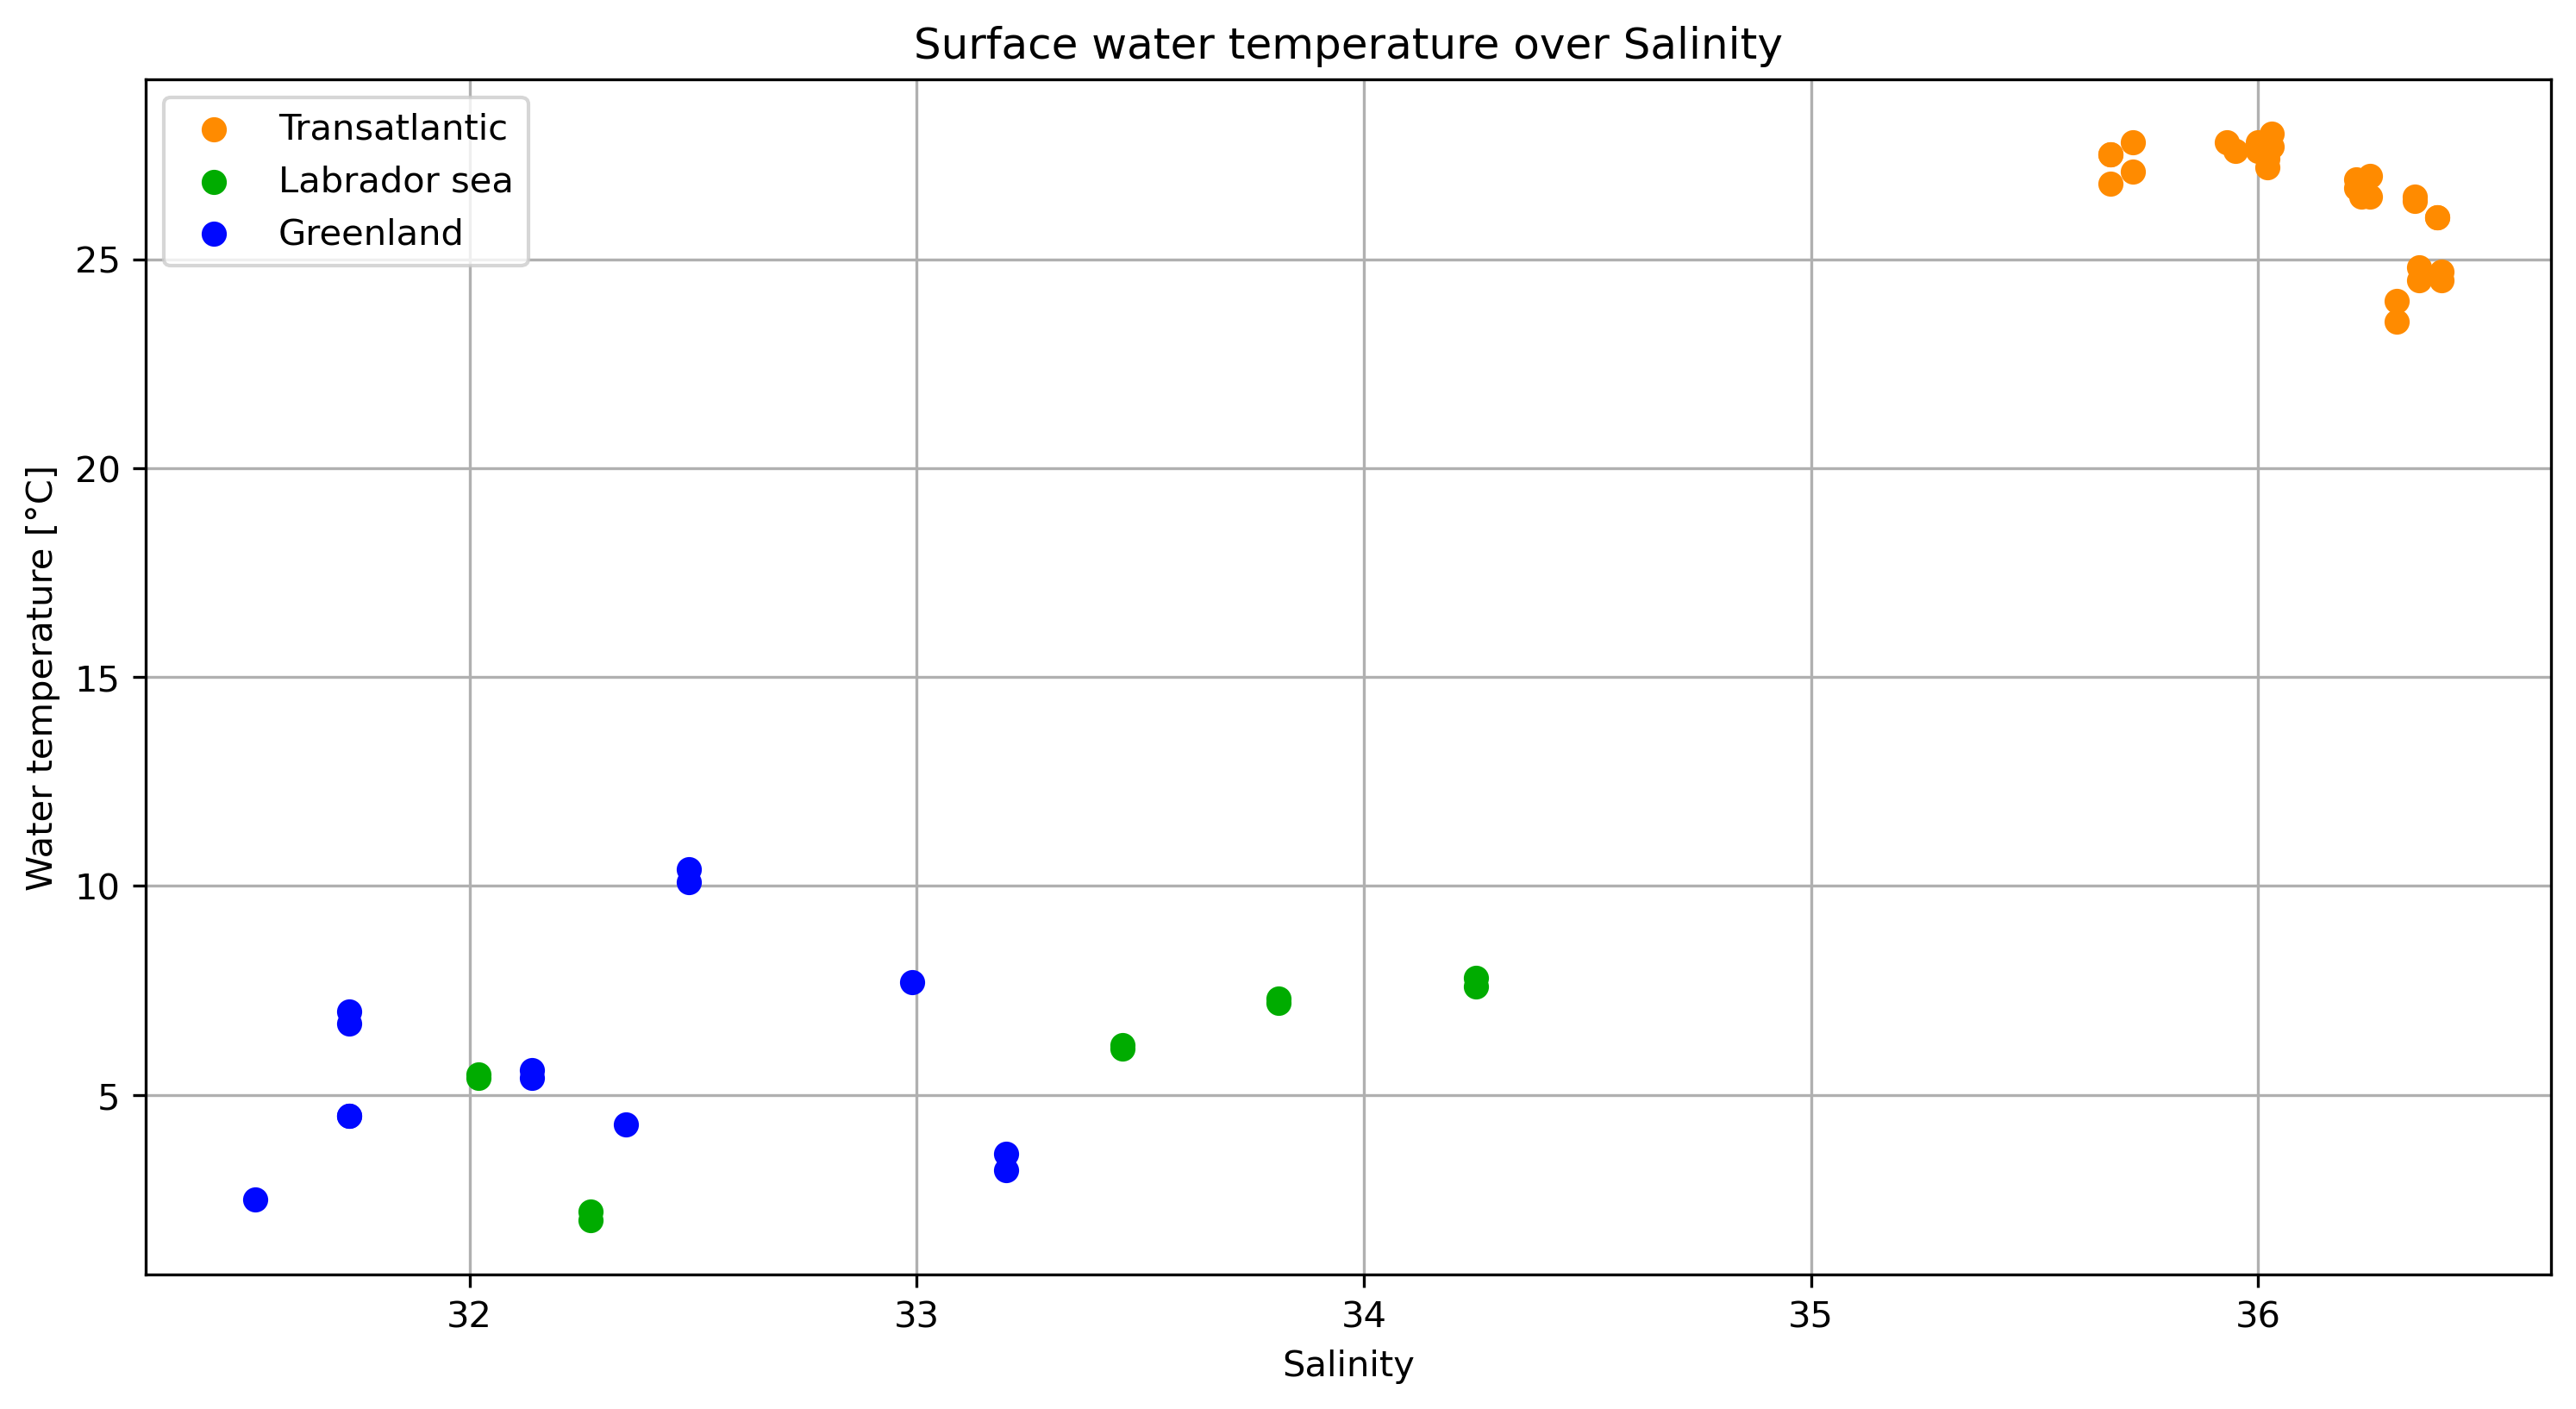 Surface water temperature over Salinity
Transatlantic
Labrador sea
Greenland
Water temperature [°C]
25
20
15
10
5
32
33
34
35
36
Salinity